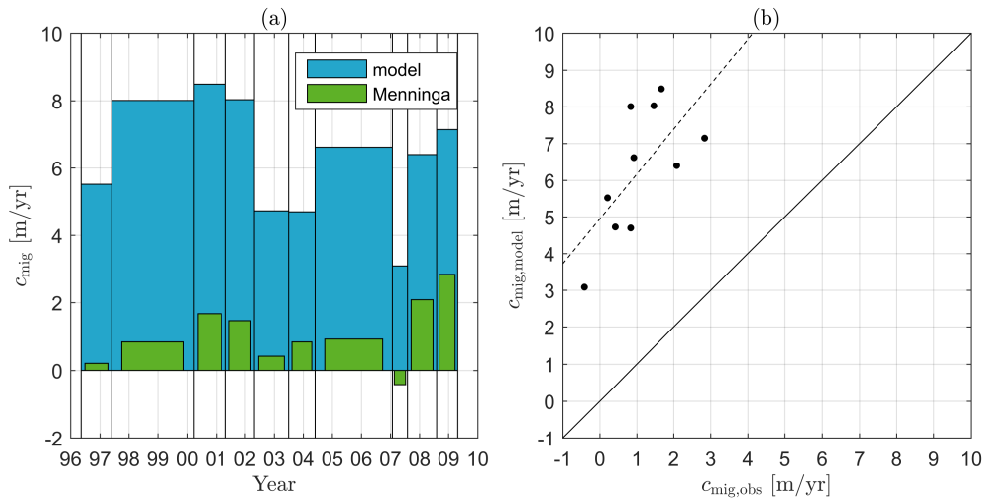 (a)
10
8
6
4
2
0
-2
c_mig [m/yr]
model
Menninga
96 97 98 99 00 01 02 03 04 05 06 07 08 09 10
Year
(b)
10
9
8
7
6
5
4
3
2
1
0
-1
c_mig,model [m/yr]
-1 0 1 2 3 4 5 6 7 8 9 10
c_mig,obs [m/yr]